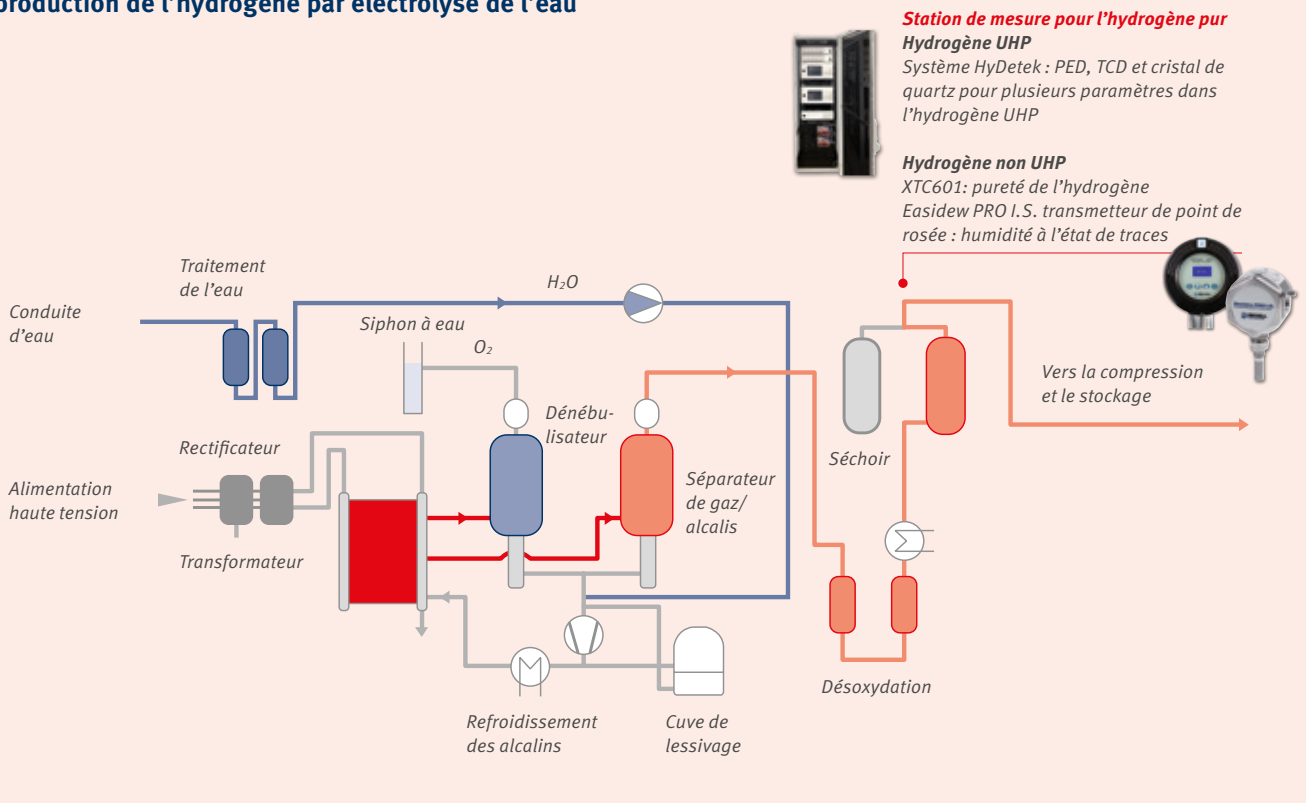 production de l'hydrogène par électrolyse de l'eau
Station de mesure pour l'hydrogène pur
Hydrogène UHP
Système HyDetek : PED, TCD et cristal de
quartz pour plusieurs paramètres dans
l'hydrogène UHP
Hydrogène non UHP
XTC601: pureté de l'hydrogène
Easidew PRO I.S. transmetteur de point de
rosée : humidité à l'état de traces
Traitement
de l'eau
H₂O
Conduite
d'eau
Siphon à eau
O₂
Vers la compression
et le stockage
Dénébu-
lisateur
Rectificateur
Séchoir
Séparateur
de gaz/
alcalis
Alimentation
haute tension
Transformateur
Désoxydation
Refroidissement
des alcalins
Cuve de
lessivage